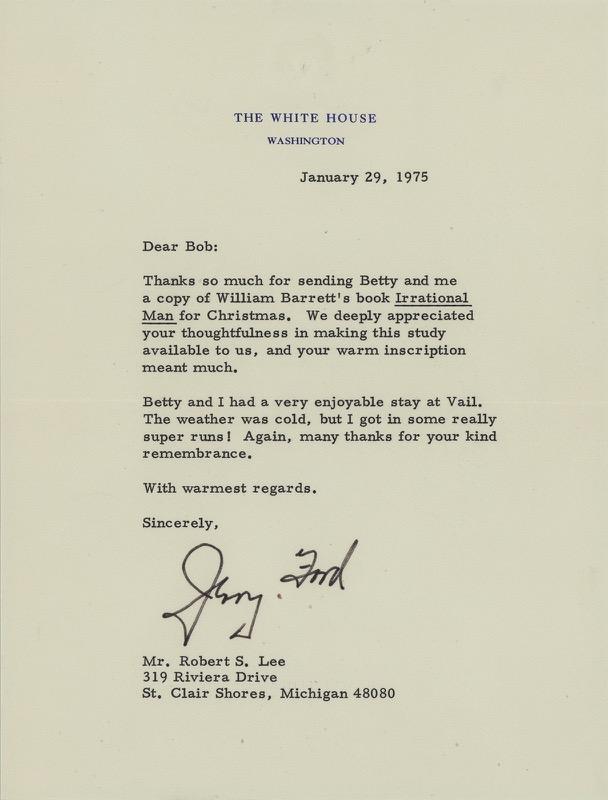 THE WHITE HOUSE
WASHINGTON
January 29, 1975
Dear Bob:
Thanks so much for sending Betty and me
a copy of William Barrett's book Irrational
Man for Christmas. We deeply appreciated
your thoughtfulness in making this study
available to us, and your warm inscription
meant much.
Betty and I had a very enjoyable stay at Vail.
The weather was cold, but I got in some really
super runs! Again, many thanks for your kind
remembrance.
With warmest regards.
Sincerely,
Jerry Ford
Mr. Robert S. Lee
319 Riviera Drive
St. Clair Shores, Michigan 48080